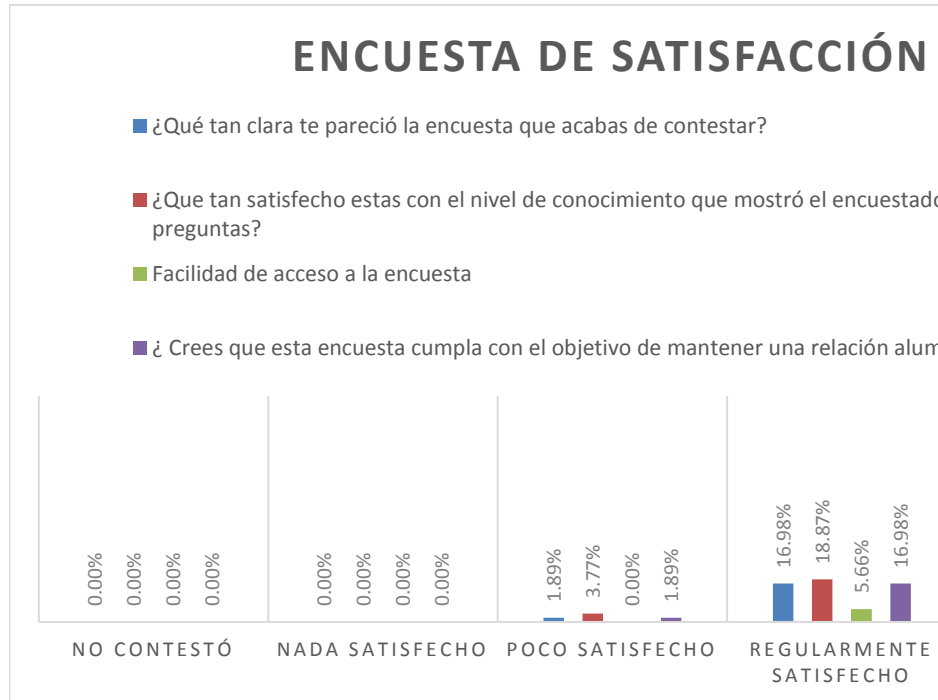 ENCUESTA DE SATISFACCIÓN
¿Qué tan clara te pareció la encuesta que acabas de contestar?
¿Que tan satisfecho estas con el nivel de conocimiento que mostró el encuestado
preguntas?
Facilidad de acceso a la encuesta
¿ Crees que esta encuesta cumpla con el objetivo de mantener una relación alum
0.00% 0.00% 0.00% 0.00% 0.00% 0.00% 0.00% 0.00% 1.89% 3.77% 0.00% 1.89% 16.98% 18.87% 5.66% 16.98%
NO CONTESTÓ NADA SATISFECHO POCO SATISFECHO REGULARMENTE
SATISFECHO